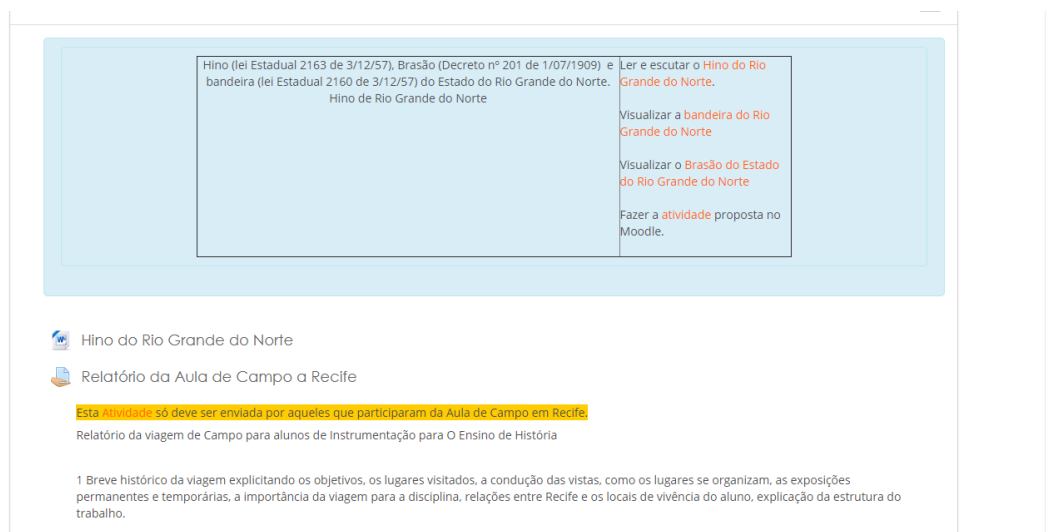 Hino (lei Estadual 2163 de 3/12/57), Brasão (Decreto nº 201 de 1/07/1909) e
bandeira (lei Estadual 2160 de 3/12/57) do Estado do Rio Grande do Norte.
Hino de Rio Grande do Norte
Ler e escutar o Hino do Rio
Grande do Norte.
Visualizar a bandeira do Rio
Grande do Norte
Visualizar o Brasão do Estado
do Rio Grande do Norte
Fazer a atividade proposta no
Moodle.
Hino do Rio Grande do Norte
Relatório da Aula de Campo a Recife
Esta Atividade só deve ser enviada por aqueles que participaram da Aula de Campo em Recife.
Relatório da viagem de Campo para alunos de Instrumentação para O Ensino de História
1 Breve histórico da viagem explicitando os objetivos, os lugares visitados, a condução das vistas, como os lugares se organizam, as exposições
permanentes e temporárias, a importância da viagem para a disciplina, relações entre Recife e os locais de vivência do aluno, explicação da estrutura do
trabalho.